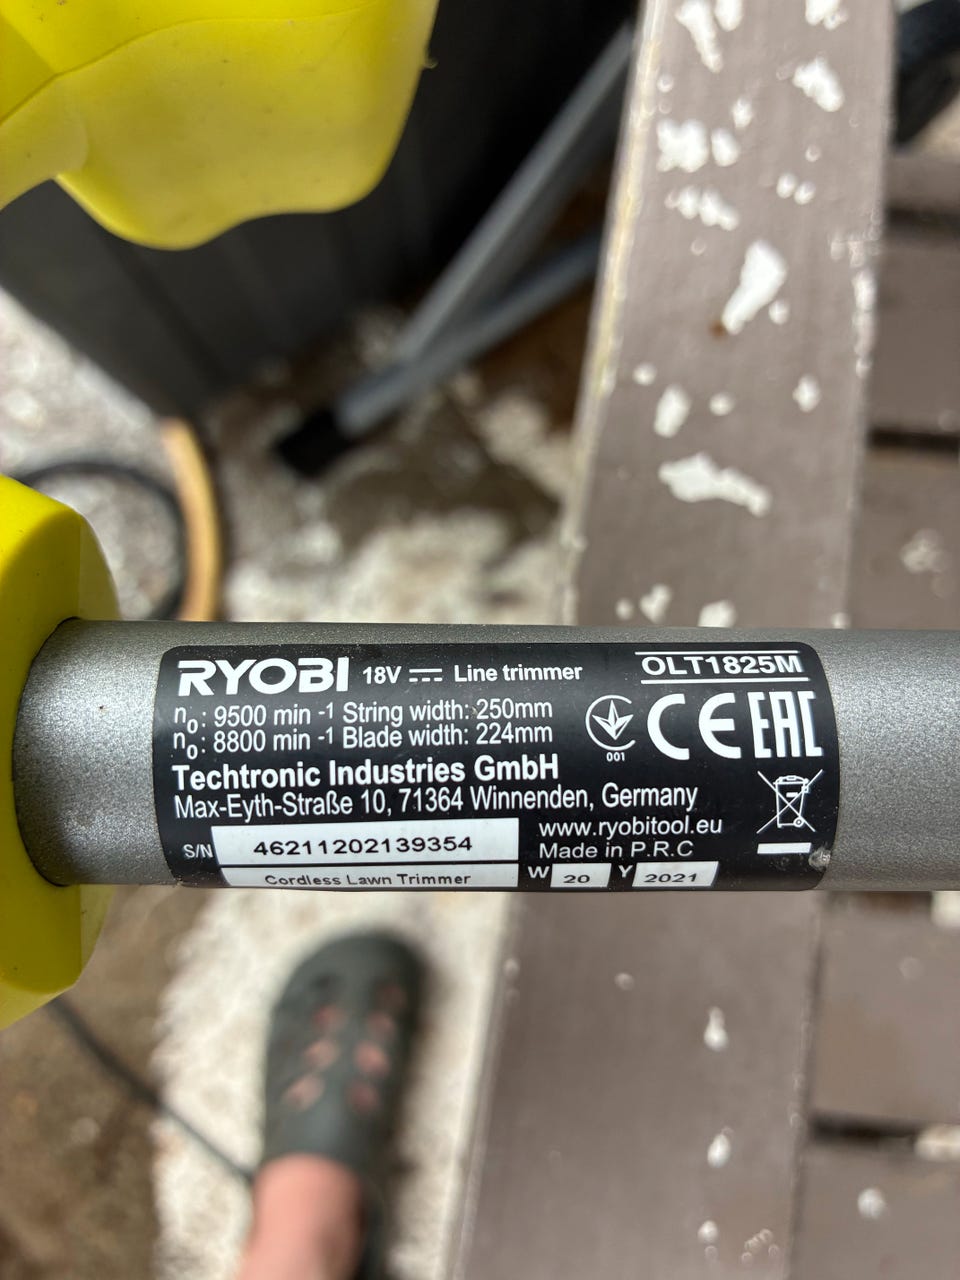 RYOBI 18V Line trimmer OLT1825M
n₀: 9500 min -1 String width: 250mm
n₀: 8800 min -1 Blade width: 224mm
001
CE EAC
Techtronic Industries GmbH
Max-Eyth-Straße 10, 71364 Winnenden, Germany
www.ryobitool.eu
S/N 46211202139354
Made in P.R.C
Cordless Lawn Trimmer W 20 Y 2021